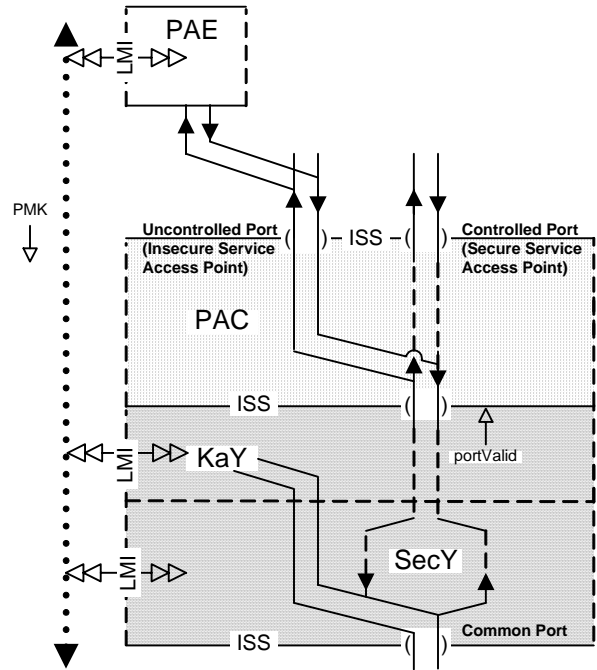 PAE
LMI
PMK
Uncontrolled Port
(Insecure Service
Access Point)
( ) ISS ( )
Controlled Port
(Secure Service
Access Point)
PAC
ISS
( )
portValid
LMI
KaY
SecY
LMI
Common Port
ISS
( )